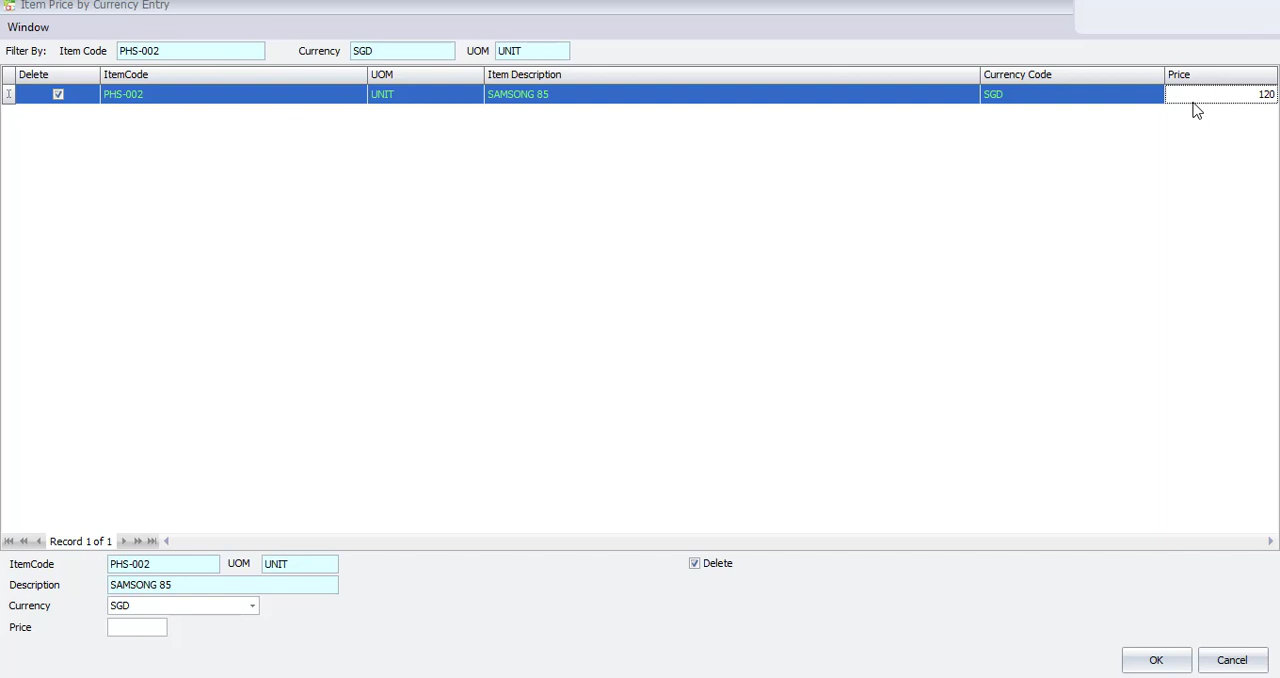 Item Price by Currency Entry
Window
Filter By: Item Code PHS-002 Currency SGD UOM UNIT
Delete ItemCode UOM Item Description Currency Code Price
PHS-002 UNIT SAMSONG 85 SGD 120
Record 1 of 1
ItemCode PHS-002 UOM UNIT Delete
Description SAMSONG 85
Currency SGD
Price
OK Cancel